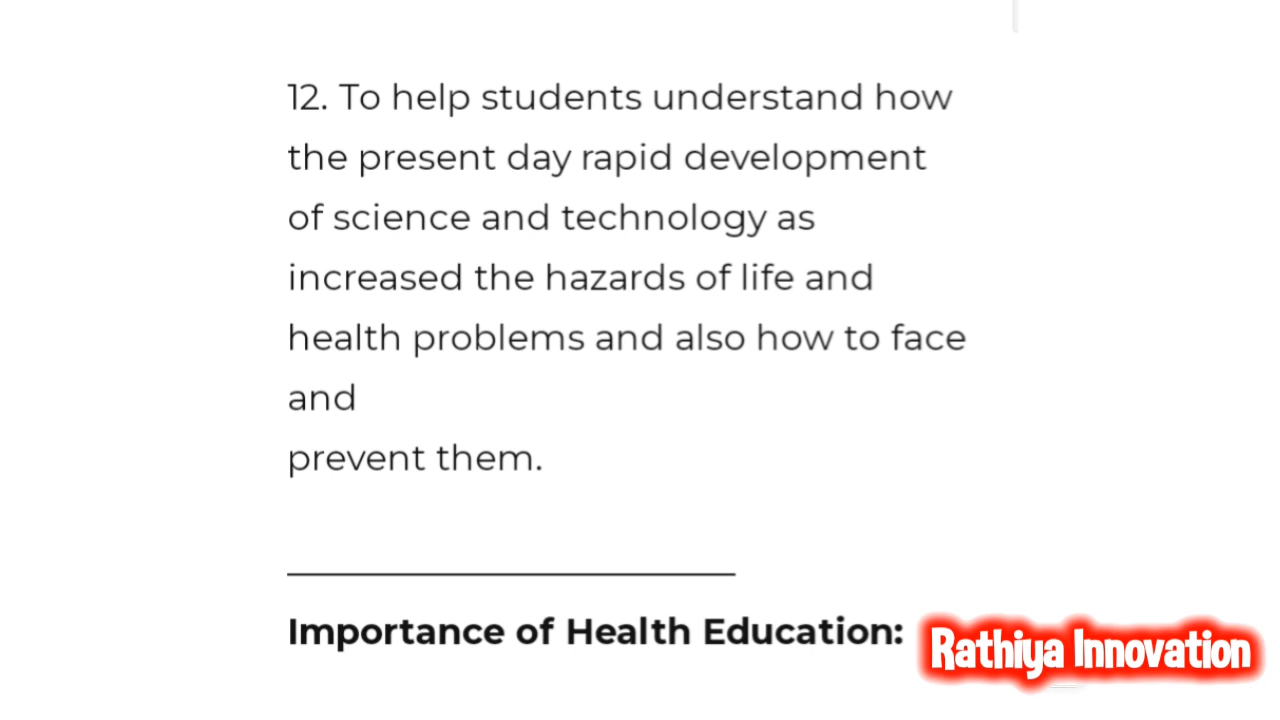 12. To help students understand how
the present day rapid development
of science and technology as
increased the hazards of life and
health problems and also how to face
and
prevent them.
Importance of Health Education:
Rathiya Innovation